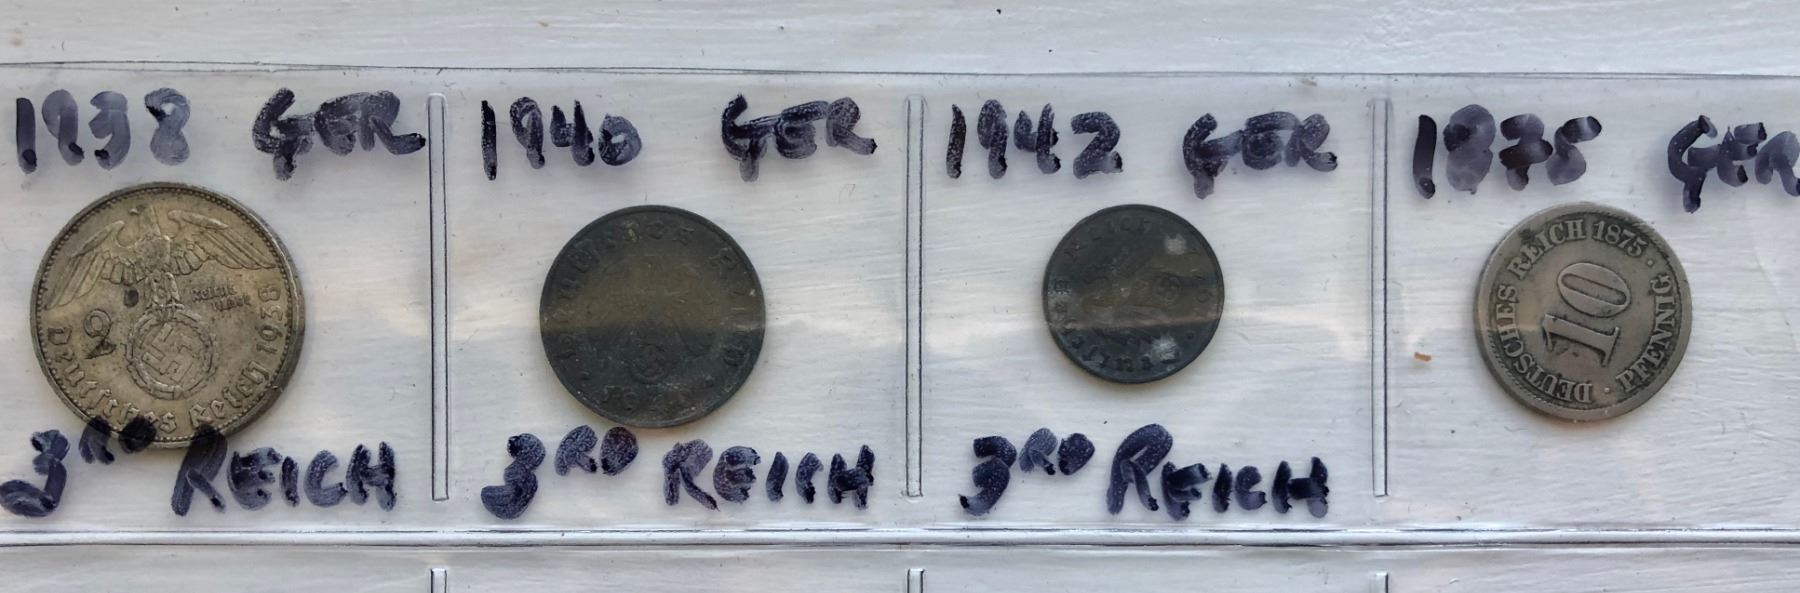 1938 GER
1940 GER
1942 GER
1875 GER
2 REICHS MARK
Deutsches Reich 1938
DEUTSCHES REICH 1875 · PFENNIG ·
10
3RD REICH
3RD REICH
3RD REICH